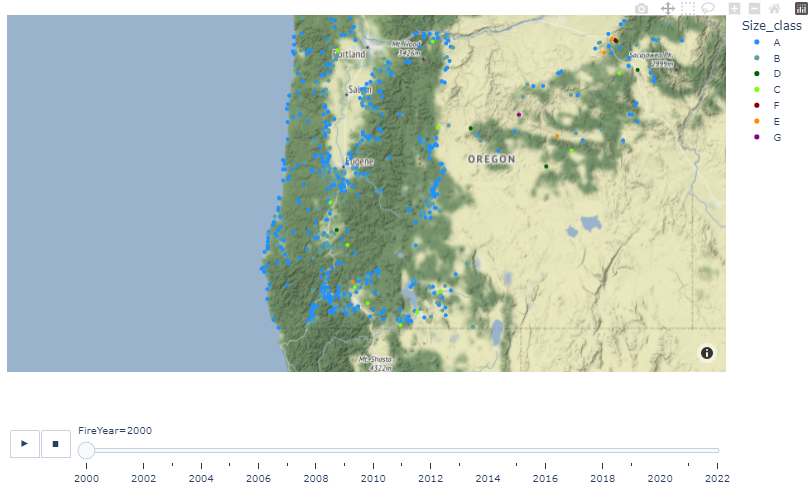 Size_class
A
B
D
C
F
E
G
Portland
Mt. Hood
3426m
Sacajawea Pk.
2999m
Salem
Eugene
OREGON
Mt. Shasta
4322m
FireYear=2000
2000 2002 2004 2006 2008 2010 2012 2014 2016 2018 2020 2022